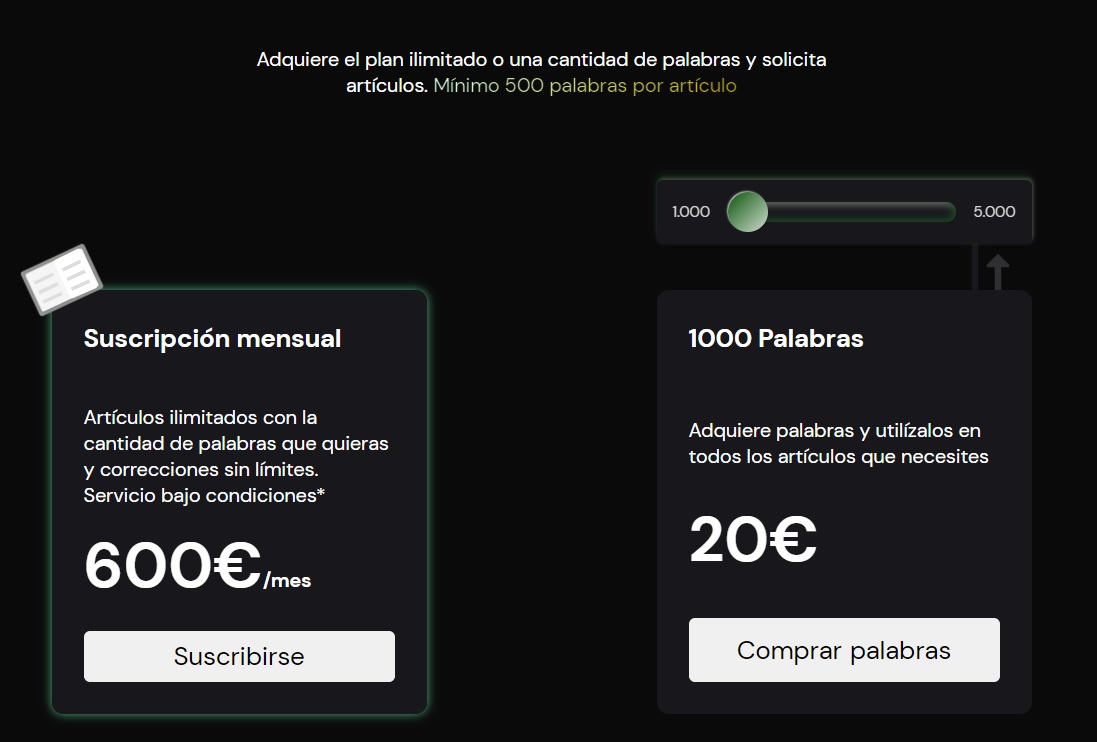 Adquiere el plan ilimitado o una cantidad de palabras y solicita
artículos. Mínimo 500 palabras por artículo
1.000
5.000
Suscripción mensual
Artículos ilimitados con la
cantidad de palabras que quieras
y correcciones sin límites.
Servicio bajo condiciones*
600€/mes
Suscribirse
1000 Palabras
Adquiere palabras y utilízalos en
todos los artículos que necesites
20€
Comprar palabras